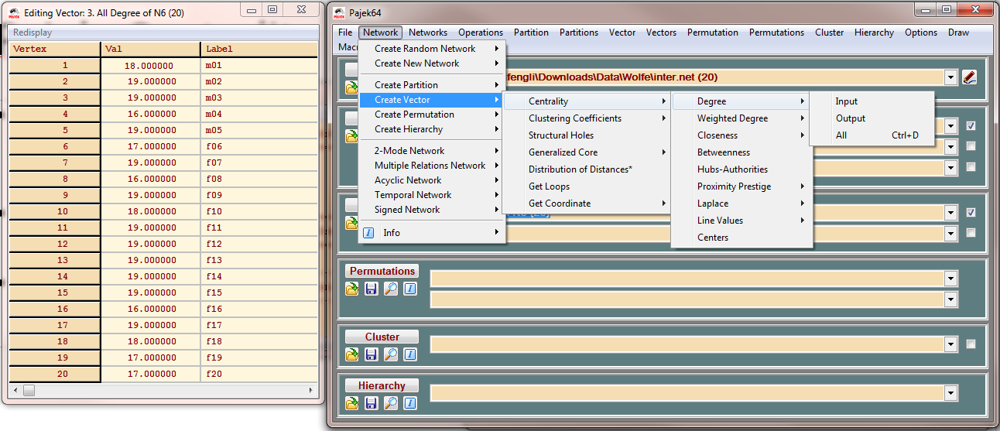 Editing Vector: 3. All Degree of N6 (20)
Redisplay
Vertex Val Label
1 18.000000 m01
2 19.000000 m02
3 19.000000 m03
4 16.000000 m04
5 19.000000 m05
6 17.000000 f06
7 19.000000 f07
8 16.000000 f08
9 19.000000 f09
10 18.000000 f10
11 19.000000 f11
12 19.000000 f12
13 19.000000 f13
14 19.000000 f14
15 19.000000 f15
16 16.000000 f16
17 19.000000 f17
18 18.000000 f18
19 17.000000 f19
20 17.000000 f20
Pajek64
File Network Networks Operations Partition Partitions Vector Vectors Permutation Permutations Cluster Hierarchy Options Draw
Mac
fengli\Downloads\Data\Wolfe\inter.net (20)
Create Random Network
Create New Network
Create Partition
Create Vector
Create Permutation
Create Hierarchy
2-Mode Network
Multiple Relations Network
Acyclic Network
Temporal Network
Signed Network
Info
Centrality
Clustering Coefficients
Structural Holes
Generalized Core
Distribution of Distances*
Get Loops
Get Coordinate
Degree
Weighted Degree
Closeness
Betweenness
Hubs-Authorities
Proximity Prestige
Laplace
Line Values
Centers
Input
Output
All Ctrl+D
Permutations
Cluster
Hierarchy